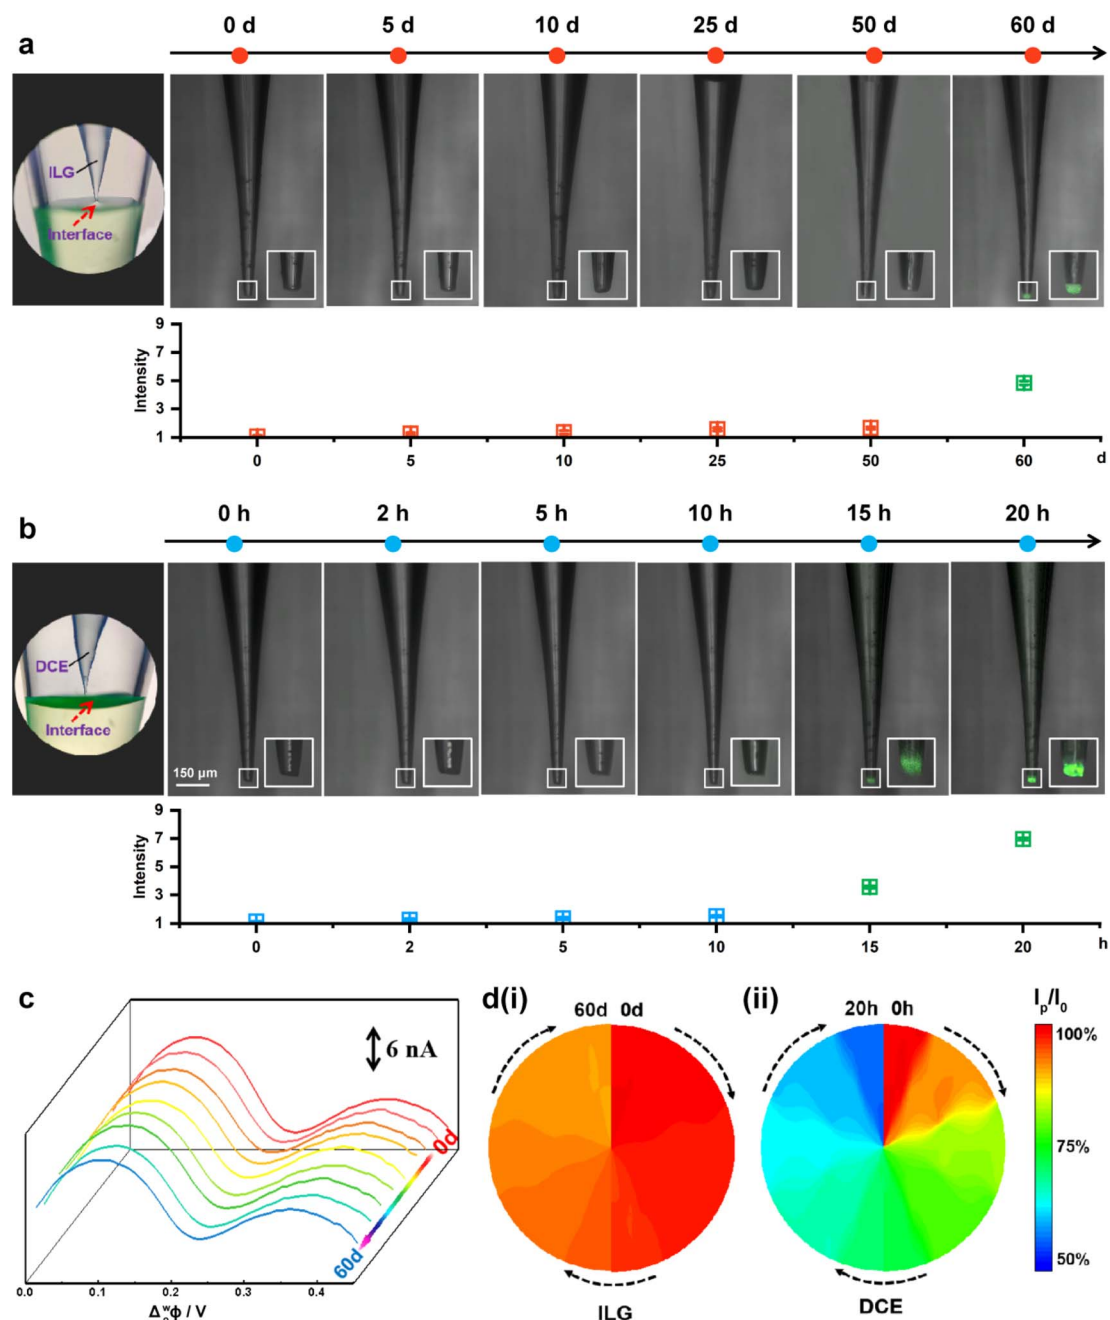 a
0 d 5 d 10 d 25 d 50 d 60 d
ILG
Interface
Intensity
9
7
5
3
1
0 5 10 25 50 60 d
b
0 h 2 h 5 h 10 h 15 h 20 h
DCE
Interface
150 μm
Intensity
9
7
5
3
1
0 2 5 10 15 20 h
c
6 nA
0d
60d
0.0 0.1 0.2 0.3 0.4
Δₒʷϕ / V
d(i)
60d 0d
ILG
(ii)
20h 0h
DCE
Iₚ/I₀
100%
75%
50%